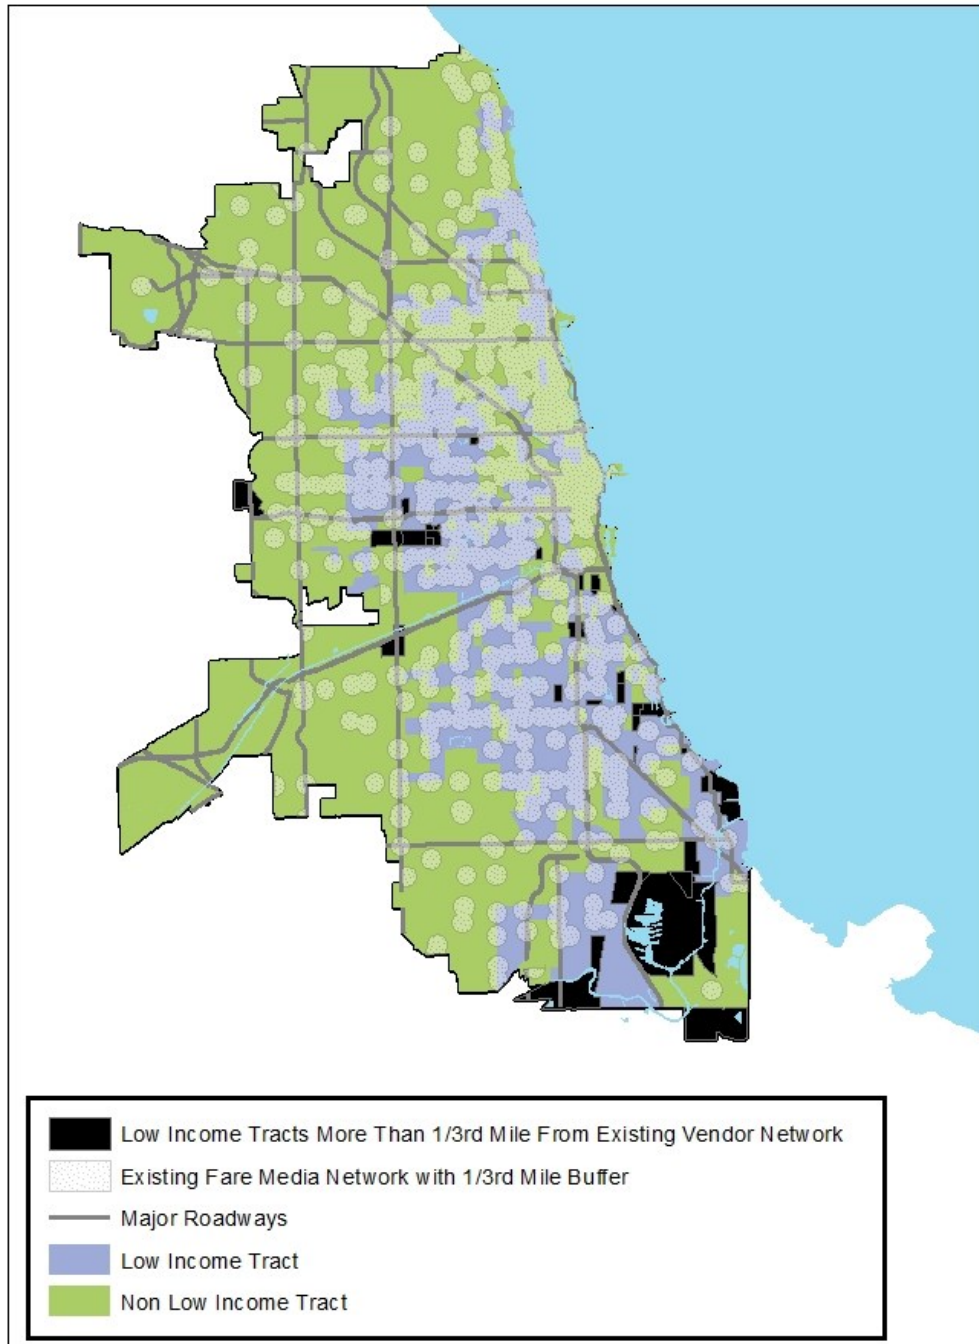 Low Income Tracts More Than 1/3rd Mile From Existing Vendor Network
Existing Fare Media Network with 1/3rd Mile Buffer
Major Roadways
Low Income Tract
Non Low Income Tract